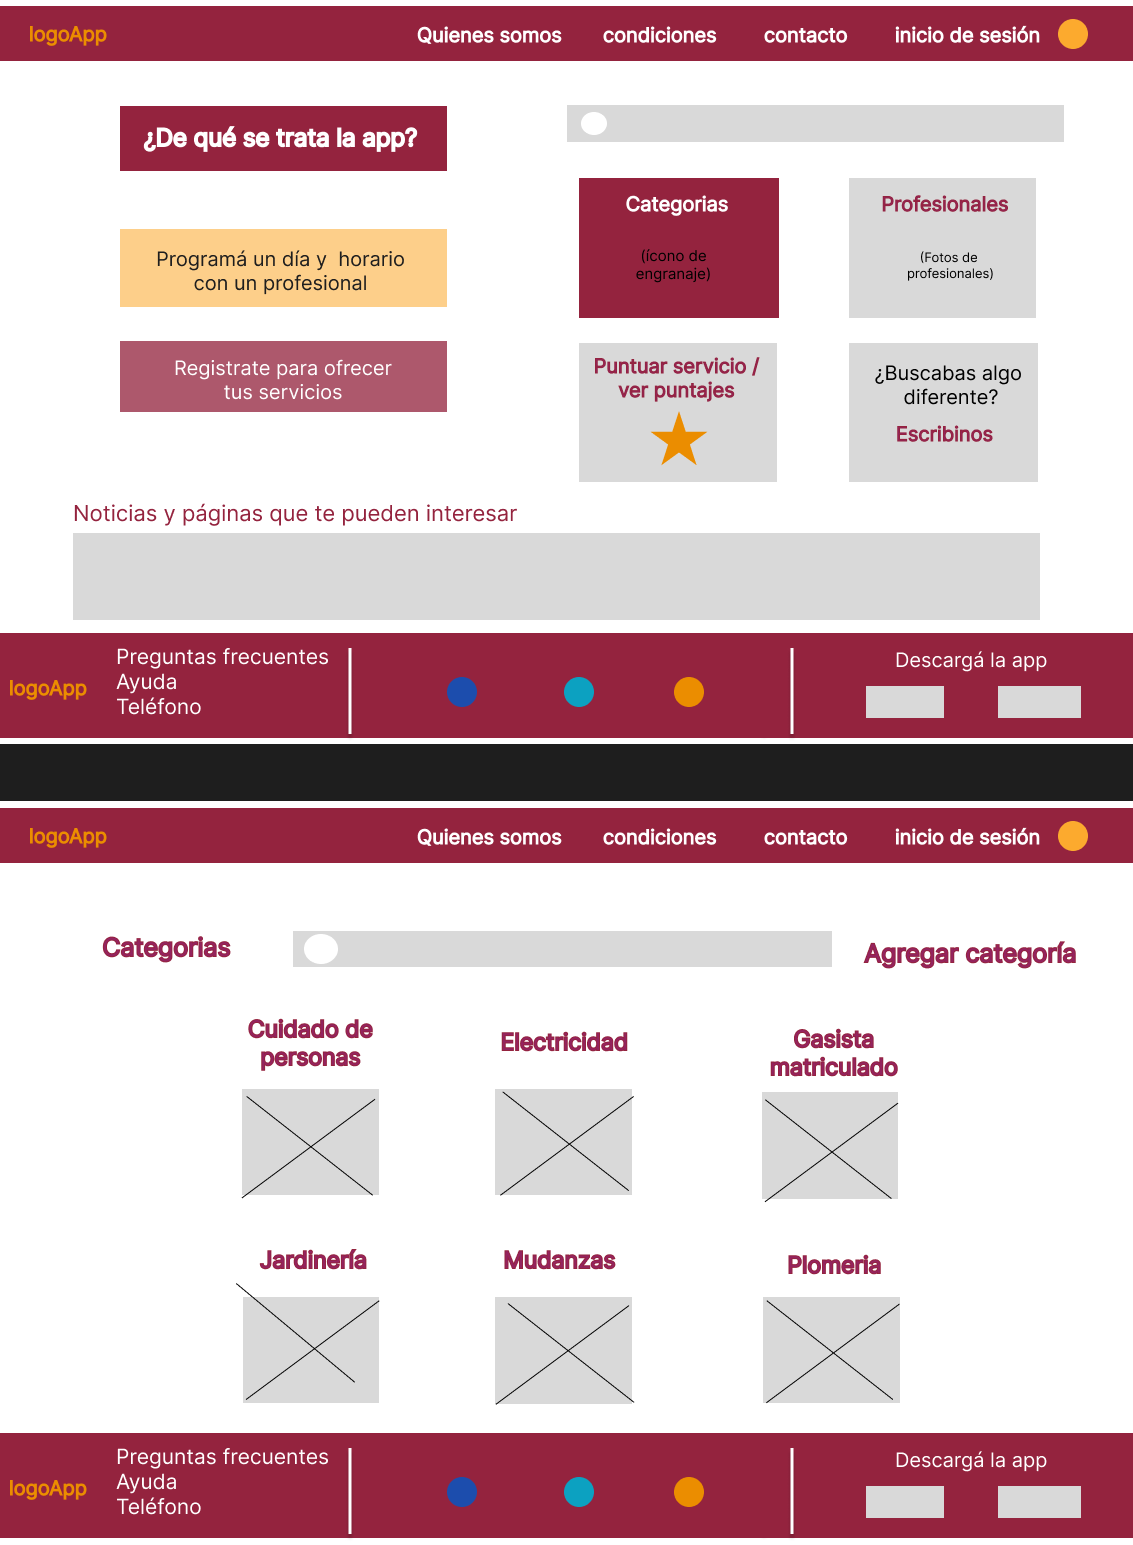 logoApp
Quienes somos
condiciones
contacto
inicio de sesión
¿De qué se trata la app?
Programá un día y  horario
con un profesional
Registrate para ofrecer
tus servicios
Categorias
(ícono de
engranaje)
Profesionales
(Fotos de
profesionales)
Puntuar servicio /
ver puntajes
¿Buscabas algo
diferente?
Escribinos
Noticias y páginas que te pueden interesar
logoApp
Preguntas frecuentes
Ayuda
Teléfono
Descargá la app
logoApp
Quienes somos
condiciones
contacto
inicio de sesión
Categorias
Agregar categoría
Cuidado de
personas
Electricidad
Gasista
matriculado
Jardinería
Mudanzas
Plomeria
logoApp
Preguntas frecuentes
Ayuda
Teléfono
Descargá la app